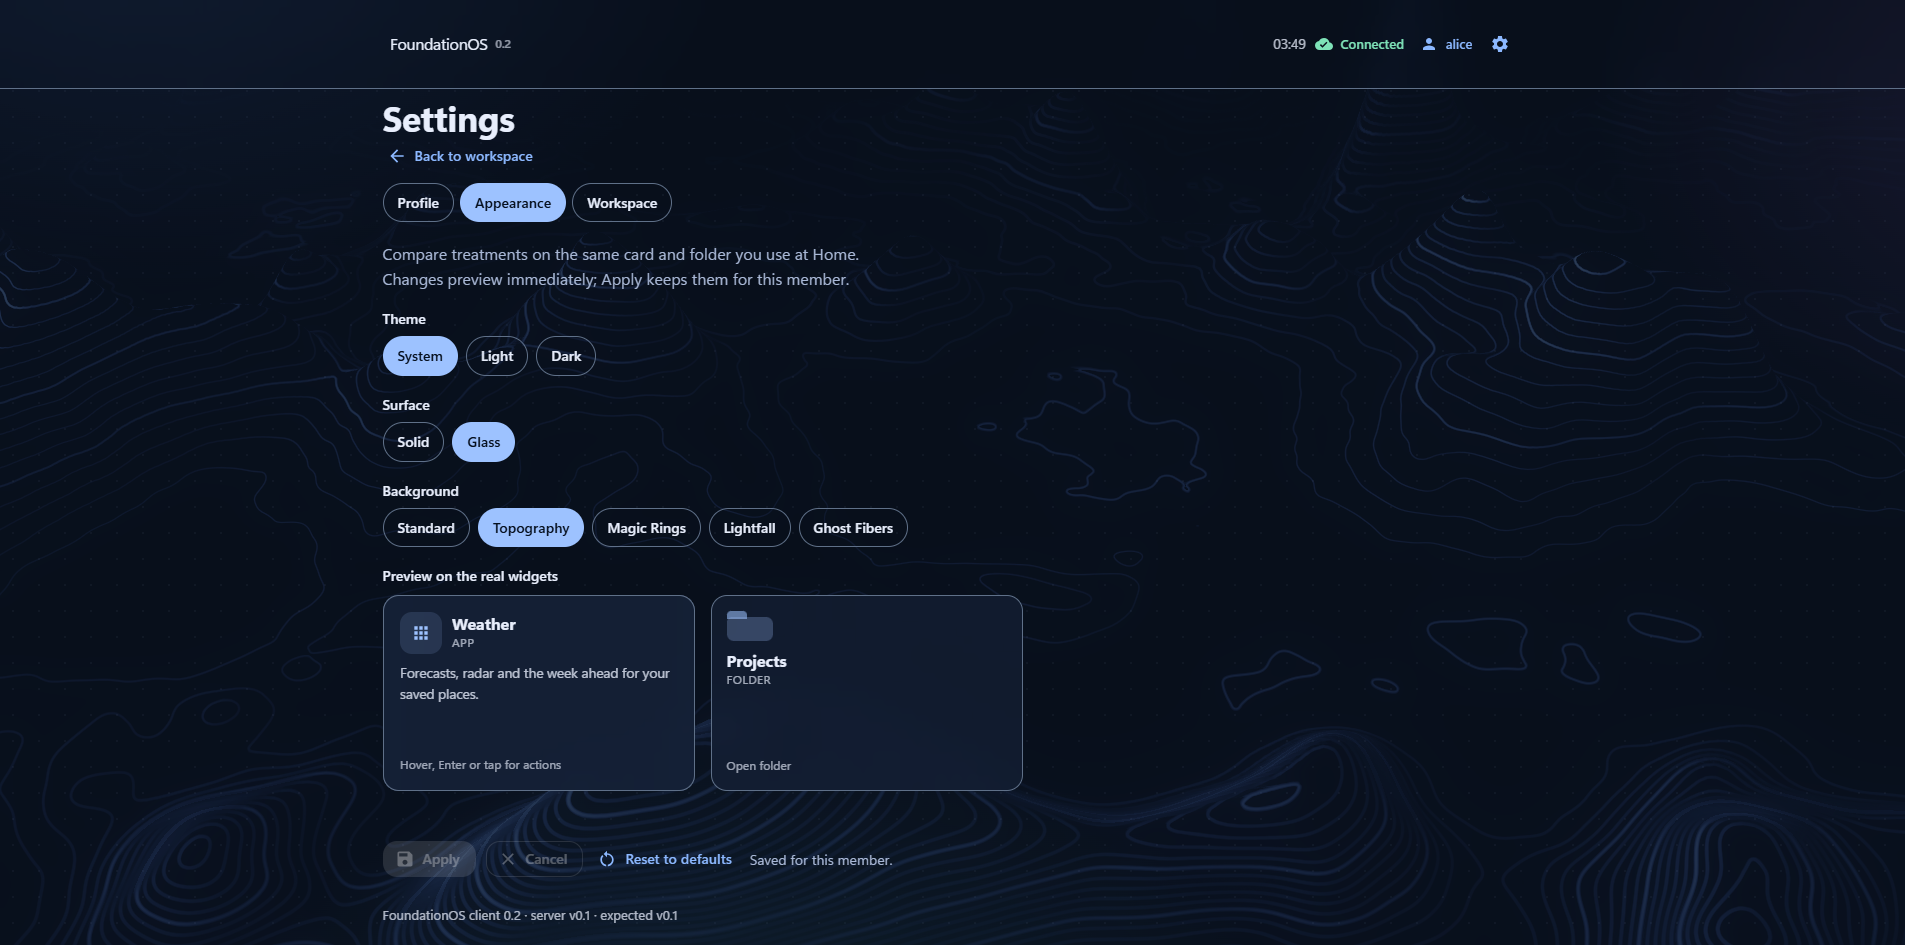 FoundationOS 0.2
03:49 Connected alice
Settings
Back to workspace
Profile Appearance Workspace
Compare treatments on the same card and folder you use at Home.
Changes preview immediately; Apply keeps them for this member.
Theme
System Light Dark
Surface
Solid Glass
Background
Standard Topography Magic Rings Lightfall Ghost Fibers
Preview on the real widgets
Weather
APP
Forecasts, radar and the week ahead for your
saved places.
Hover, Enter or tap for actions
Projects
FOLDER
Open folder
Apply Cancel Reset to defaults Saved for this member.
FoundationOS client 0.2 · server v0.1 · expected v0.1